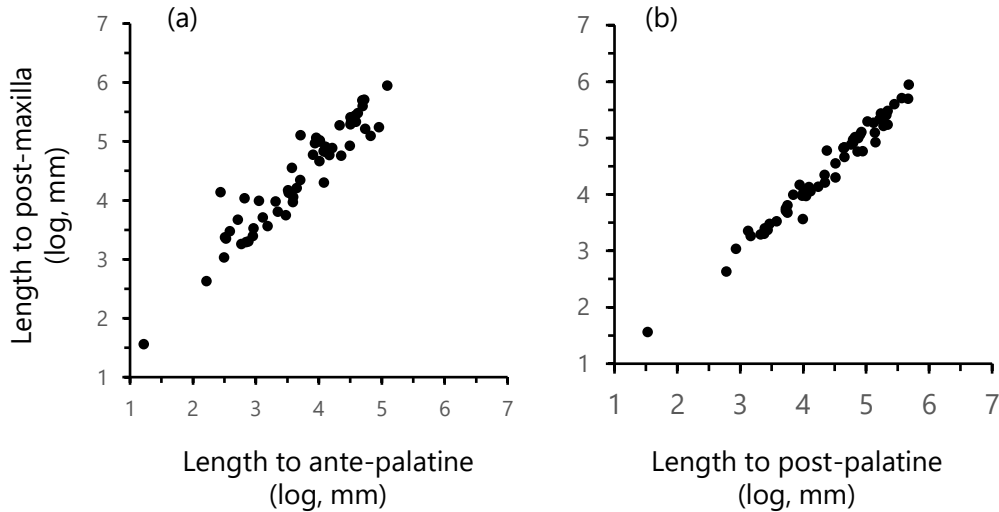 (a)
7
6
5
4
3
2
1
1 2 3 4 5 6 7
Length to post-maxilla
(log, mm)
Length to ante-palatine
(log, mm)
(b)
7
6
5
4
3
2
1
1 2 3 4 5 6 7
Length to post-palatine
(log, mm)